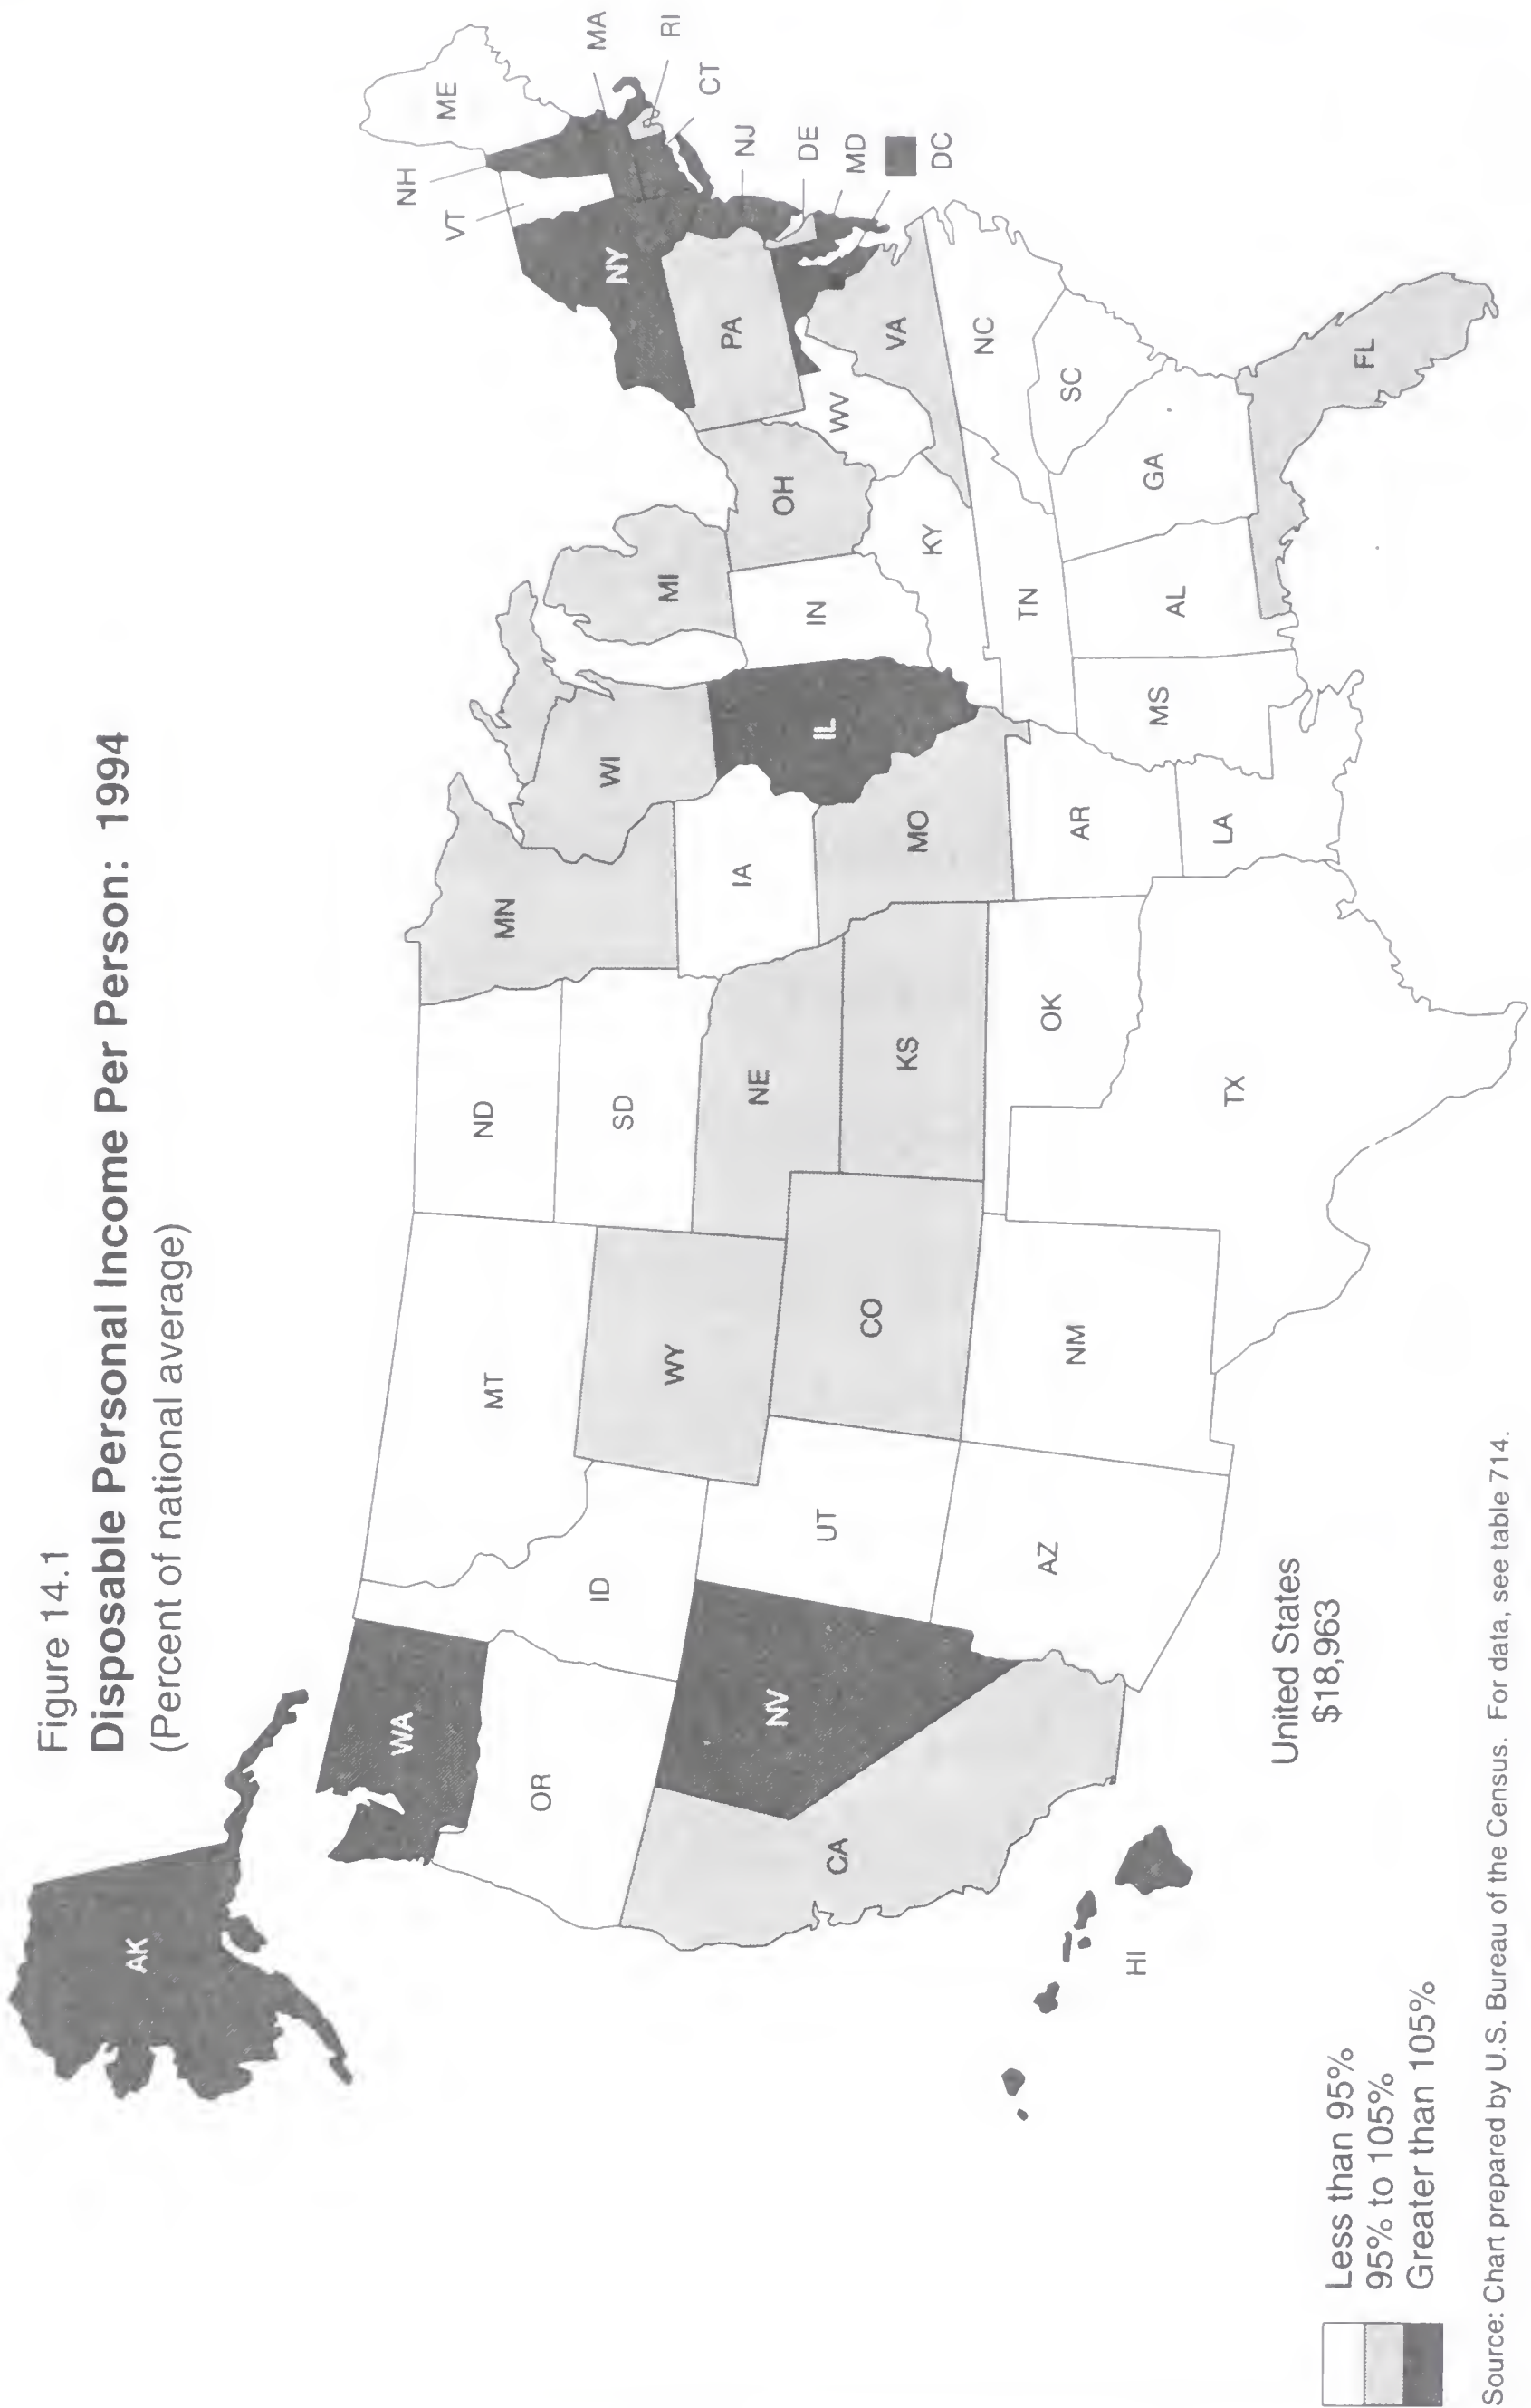 Figure 14.1
Disposable Personal Income Per Person: 1994
(Percent of national average)
AK
WA
OR
CA
NV
ID
MT
WY
UT
CO
AZ
NM
ND
SD
NE
KS
OK
TX
MN
IA
MO
AR
LA
WI
IL
MS
MI
IN
OH
KY
TN
AL
GA
WV
VA
NC
SC
FL
PA
NY
VT
NH
ME
MA
RI
CT
NJ
DE
MD
DC
HI
United States
$18,963
Less than 95%
95% to 105%
Greater than 105%
Source: Chart prepared by U.S. Bureau of the Census. For data, see table 714.